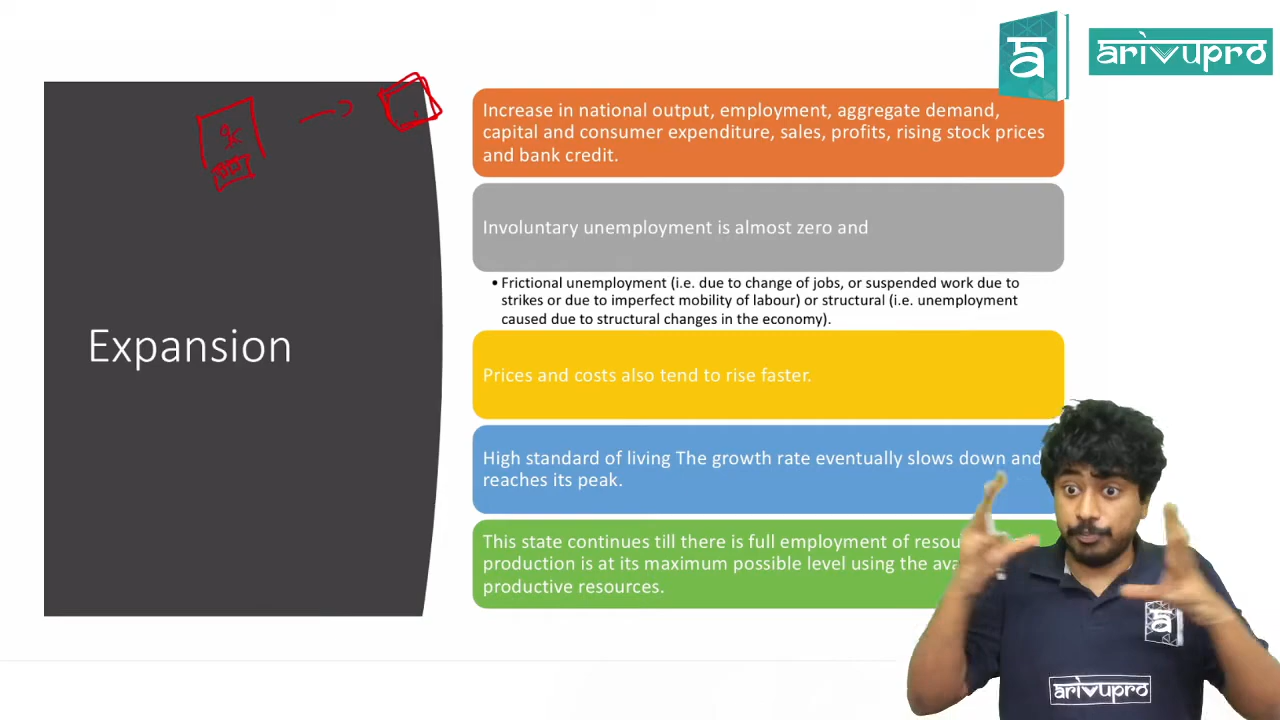 arivupro
Increase in national output, employment, aggregate demand,
capital and consumer expenditure, sales, profits, rising stock prices
and bank credit.
Involuntary unemployment is almost zero and
• Frictional unemployment (i.e. due to change of jobs, or suspended work due to
strikes or due to imperfect mobility of labour) or structural (i.e. unemployment
caused due to structural changes in the economy).
Expansion
Prices and costs also tend to rise faster.
High standard of living The growth rate eventually slows down and
reaches its peak.
This state continues till there is full employment of
production is at its maximum possible level using the
productive resources.
arivupro